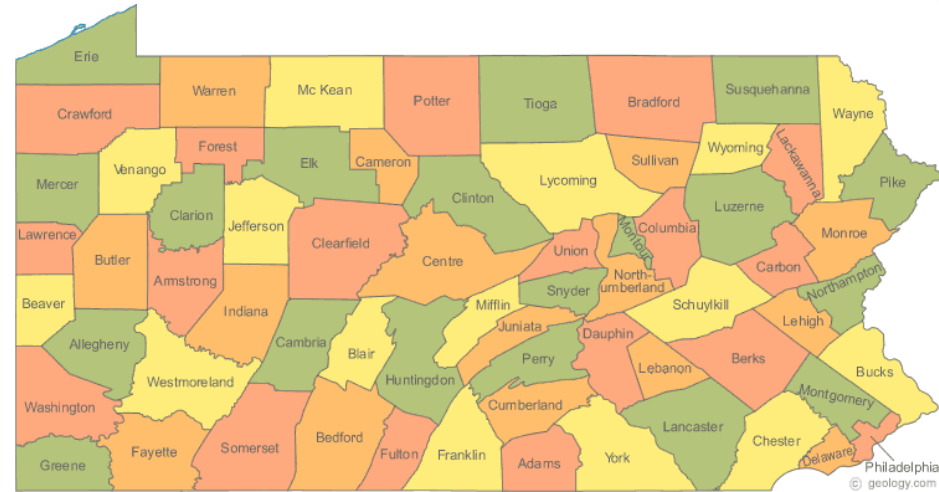 Erie
Warren
Mc Kean
Potter
Tioga
Bradford
Susquehanna
Wayne
Crawford
Forest
Venango
Elk
Cameron
Sullivan
Wyoming
Lackawanna
Mercer
Clarion
Jefferson
Clinton
Lycoming
Luzerne
Pike
Lawrence
Butler
Armstrong
Clearfield
Centre
Union
Montour
Columbia
Monroe
Carbon
Beaver
Indiana
Mifflin
Snyder
North-
umberland
Schuylkill
Northampton
Allegheny
Cambria
Blair
Juniata
Dauphin
Lehigh
Westmoreland
Huntingdon
Perry
Lebanon
Berks
Bucks
Washington
Cumberland
Montgomery
Greene
Fayette
Somerset
Bedford
Fulton
Franklin
Adams
York
Lancaster
Chester
Delaware
Philadelphia
© geology.com